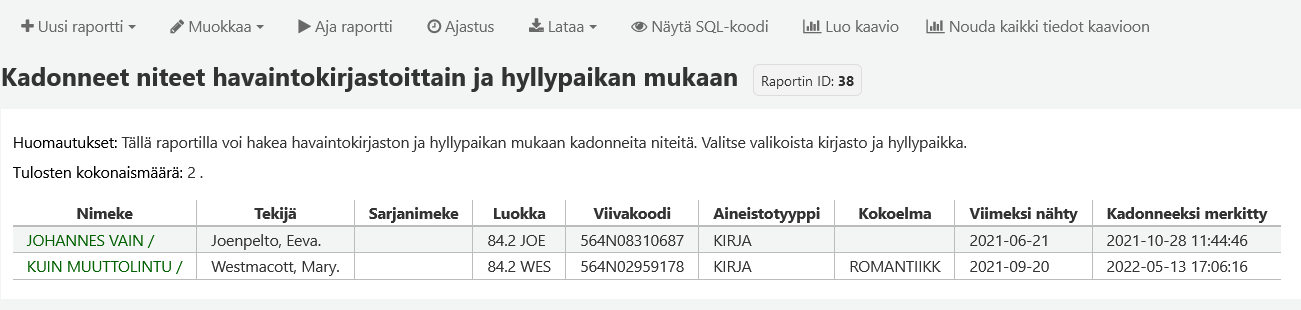 Uusi raportti Muokkaa Aja raportti Ajastus Lataa Näytä SQL-koodi Luo kaavio Nouda kaikki tiedot kaavioon
Kadonneet niteet havaintokirjastoittain ja hyllypaikan mukaan Raportin ID: 38
Huomautukset: Tällä raportilla voi hakea havaintokirjaston ja hyllypaikan mukaan kadonneita niteitä. Valitse valikoista kirjasto ja hyllypaikka.
Tulosten kokonaismäärä: 2 .
Nimeke Tekijä Sarjanimeke Luokka Viivakoodi Aineistotyyppi Kokoelma Viimeksi nähty Kadonneeksi merkitty
JOHANNES VAIN / Joenpelto, Eeva. 84.2 JOE 564N08310687 KIRJA 2021-06-21 2021-10-28 11:44:46
KUIN MUUTTOLINTU / Westmacott, Mary. 84.2 WES 564N02959178 KIRJA ROMANTIIKK 2021-09-20 2022-05-13 17:06:16